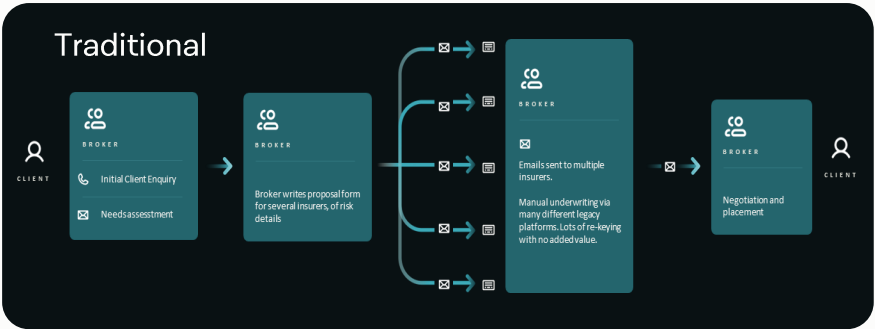 Traditional
CLIENT
BROKER
Initial Client Enquiry
Needs assesstment
BROKER
Broker writes proposal form
for several insurers, of risk
details
BROKER
Emails sent to multiple
insurers.
Manual underwriting via
many different legacy
platforms. Lots of re-keying
with no added value.
BROKER
Negotiation and
placement
CLIENT